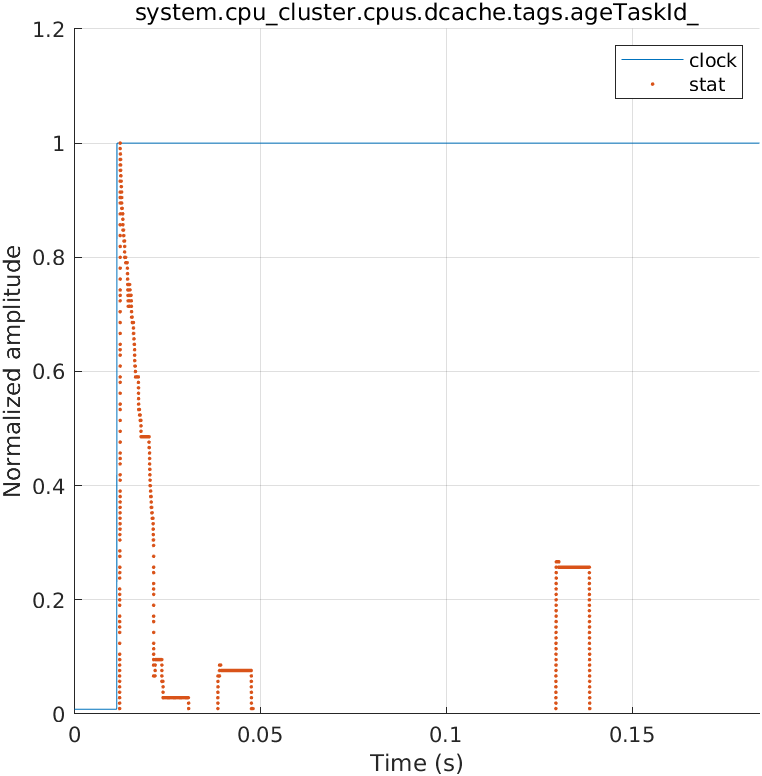 system.cpu_cluster.cpus.dcache.tags.ageTaskId_
1.2
1
0.8
0.6
0.4
0.2
0
Normalized amplitude
clock
stat
0
0.05
0.1
0.15
Time (s)